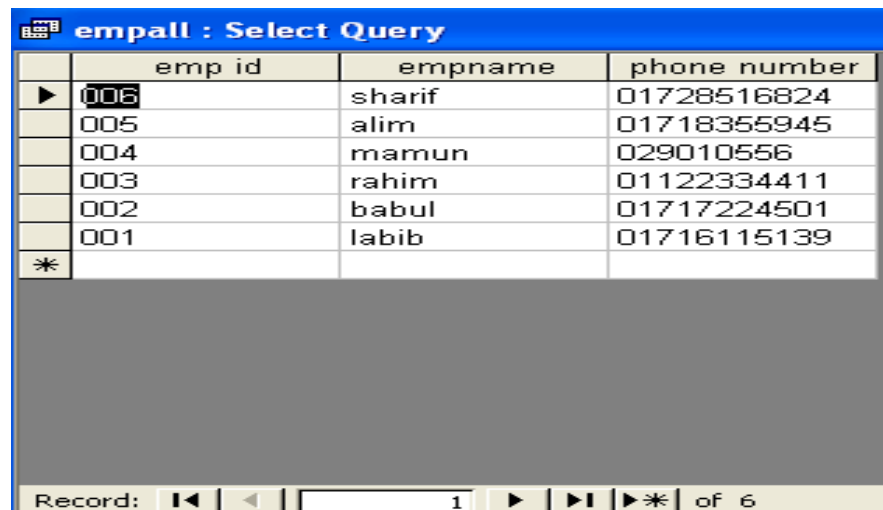 empall : Select Query
emp id empname phone number
006 sharif 01728516824
005 alim 01718355945
004 mamun 029010556
003 rahim 01122334411
002 babul 01717224501
001 labib 01716115139
Record: 1 of 6